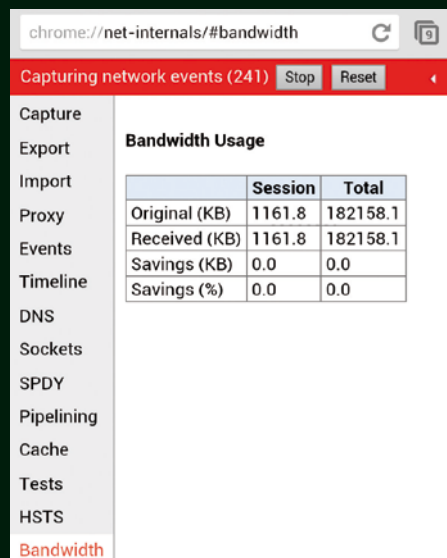 chrome://net-internals/#bandwidth 9
Capturing network events (241) Stop Reset
Capture
Export
Import
Proxy
Events
Timeline
DNS
Sockets
SPDY
Pipelining
Cache
Tests
HSTS
Bandwidth
Bandwidth Usage
Session Total
Original (KB) 1161.8 182158.1
Received (KB) 1161.8 182158.1
Savings (KB) 0.0 0.0
Savings (%) 0.0 0.0